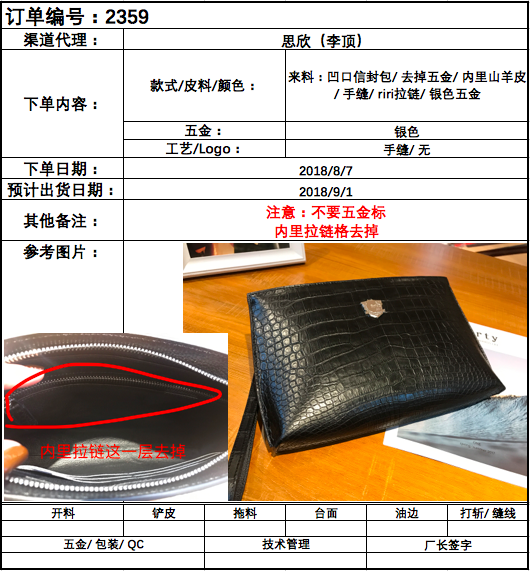 订单编号：2359
渠道代理：
思欣（李顶）
下单内容：
款式/皮料/颜色：
来料：凹口信封包/ 去掉五金/ 内里山羊皮
/ 手缝/ riri拉链/ 银色五金
五金：
银色
工艺/Logo：
手缝/ 无
下单日期：
2018/8/7
预计出货日期：
2018/9/1
其他备注：
注意：不要五金标
内里拉链格去掉
参考图片：
rty
内里拉链这一层去掉
开料
铲皮
拖料
台面
油边
打斩/ 缝线
五金/ 包装/ QC
技术管理
厂长签字